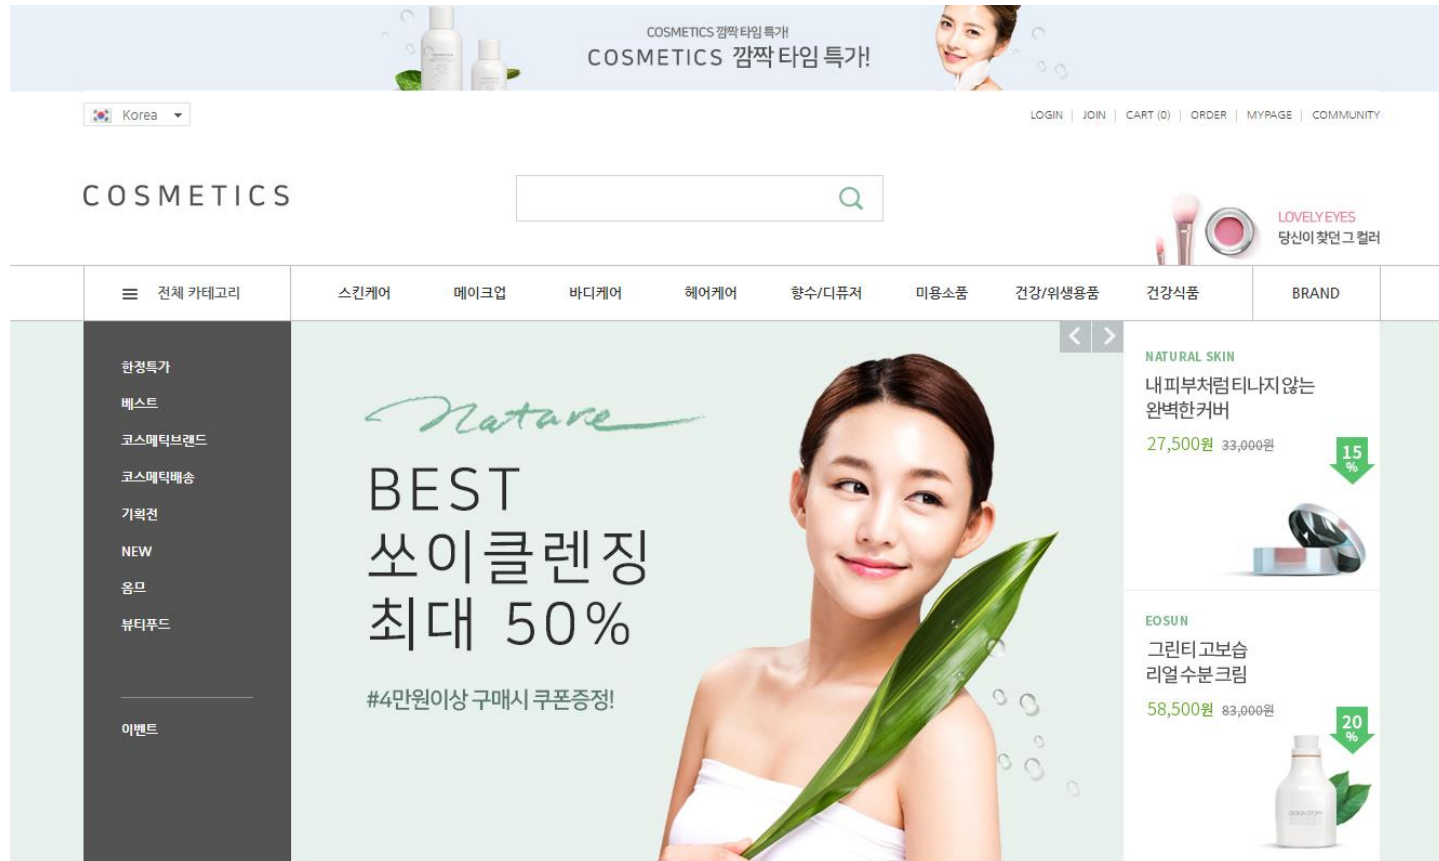 COSMETICS 깜짝 타임 특가!
COSMETICS 깜짝 타임 특가!
Korea
LOGIN | JOIN | CART (0) | ORDER | MYPAGE | COMMUNITY
COSMETICS
LOVELY EYES
당신이 찾던 그 컬러
전체 카테고리
스킨케어 메이크업 바디케어 헤어케어 향수/디퓨저 미용소품 건강/위생용품 건강식품 BRAND
한정특가
베스트
코스메틱브랜드
코스메틱배송
기획전
NEW
옴므
뷰티푸드
이벤트
Nature
BEST
쏘이클렌징
최대 50%
#4만원이상 구매시 쿠폰증정!
NATURAL SKIN
내 피부처럼 티나지 않는
완벽한 커버
27,500원 33,000원
15
%
EOSUN
그린티 고보습
리얼 수분 크림
58,500원 83,000원
20
%